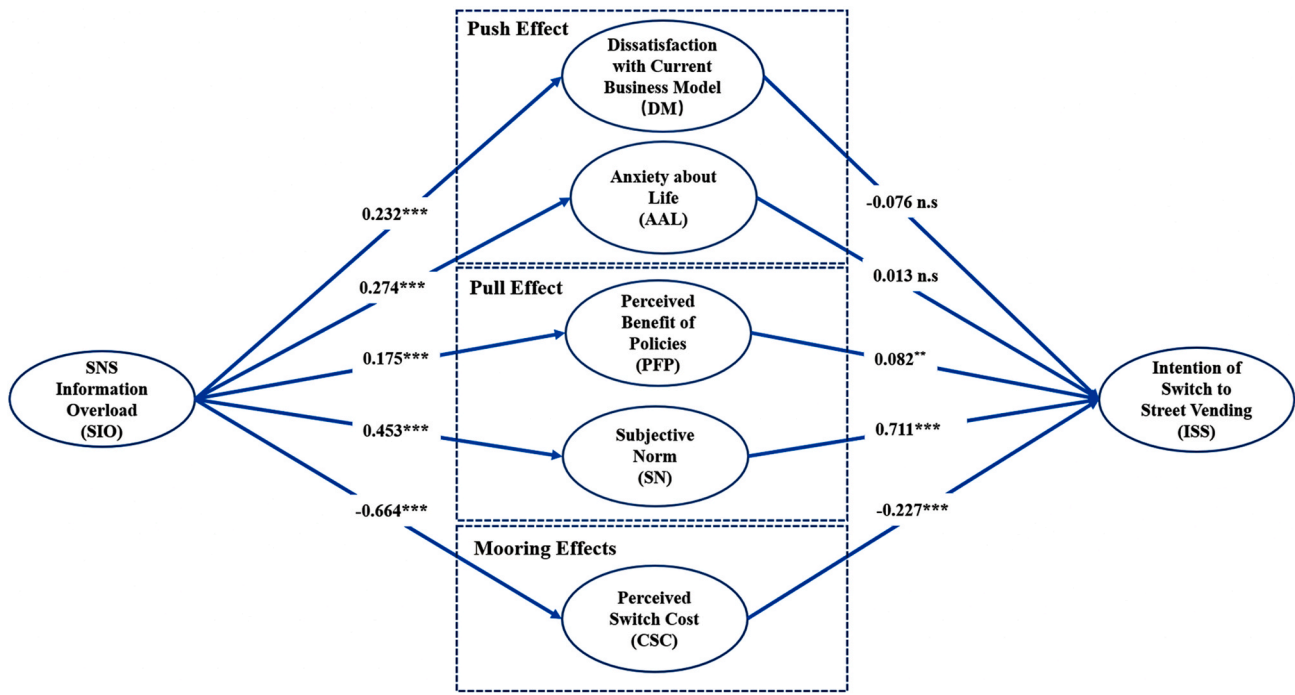 Push Effect
Dissatisfaction
with Current
Business Model
(DM)
Anxiety about
Life
(AAL)
0.232***
-0.076 n.s
0.274***
0.013 n.s
Pull Effect
Perceived
Benefit of
Policies
(PFP)
0.175***
0.082**
SNS
Information
Overload
(SIO)
Intention of
Switch to
Street Vending
(ISS)
0.453***
0.711***
Subjective
Norm
(SN)
-0.664***
-0.227***
Mooring Effects
Perceived
Switch Cost
(CSC)